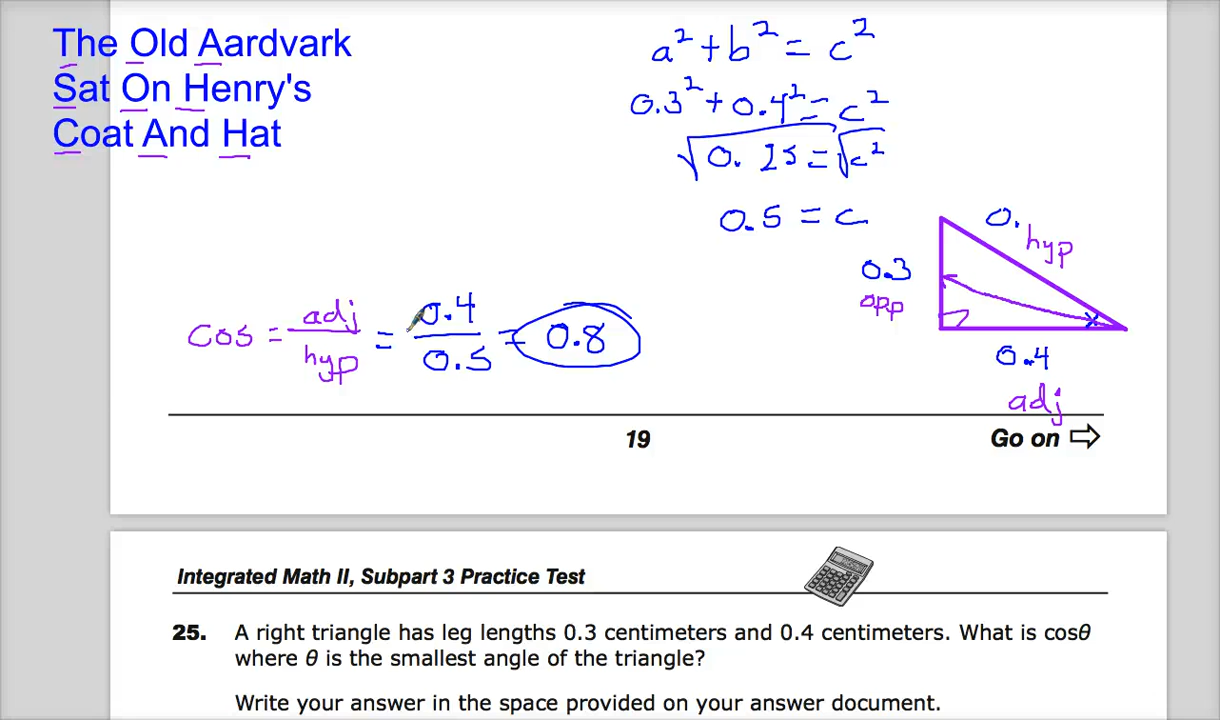 The Old Aardvark
Sat On Henry's
Coat And Hat
a² + b² = c²
0.3² + 0.4² = c²
√0.25 = √c²
0.5 = c
0.
hyp
0.3
opp
0.4
adj
cos = adj/hyp = 0.4/0.5 = 0.8
19
Go on
Integrated Math II, Subpart 3 Practice Test
25. A right triangle has leg lengths 0.3 centimeters and 0.4 centimeters. What is cosθ
where θ is the smallest angle of the triangle?
Write your answer in the space provided on your answer document.